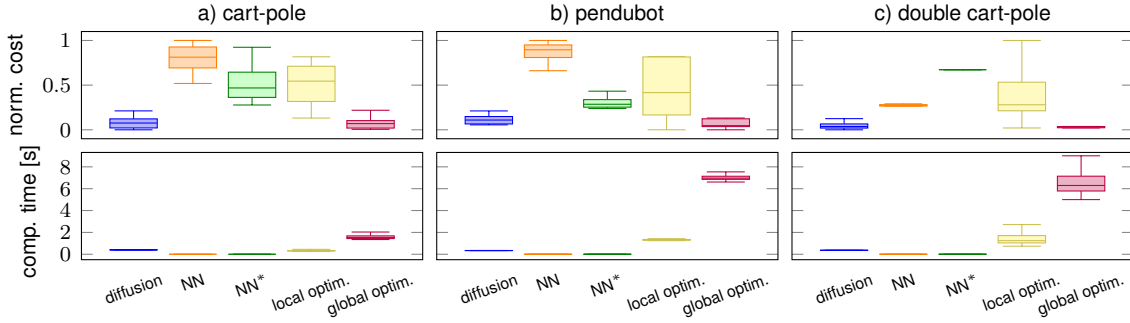 a) cart-pole
b) pendubot
c) double cart-pole
norm. cost
1
0.5
0
comp. time [s]
8
6
4
2
0
diffusion
NN
NN*
local optim.
global optim.
diffusion
NN
NN*
local optim.
global optim.
diffusion
NN
NN*
local optim.
global optim.